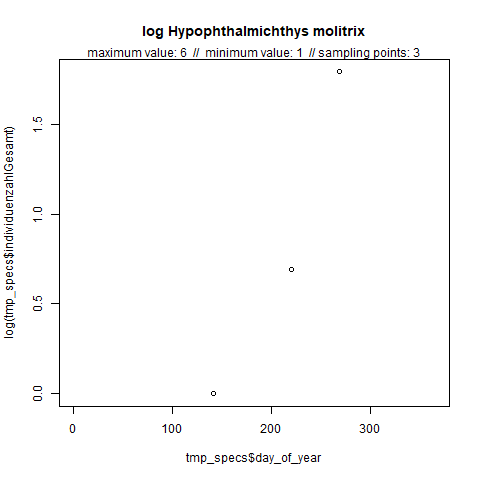 log Hypophthalmichthys molitrix
maximum value: 6 // minimum value: 1 // sampling points: 3
log(tmp_specs$individuenzahlGesamt)
1.5
1.0
0.5
0.0
0 100 200 300
tmp_specs$day_of_year